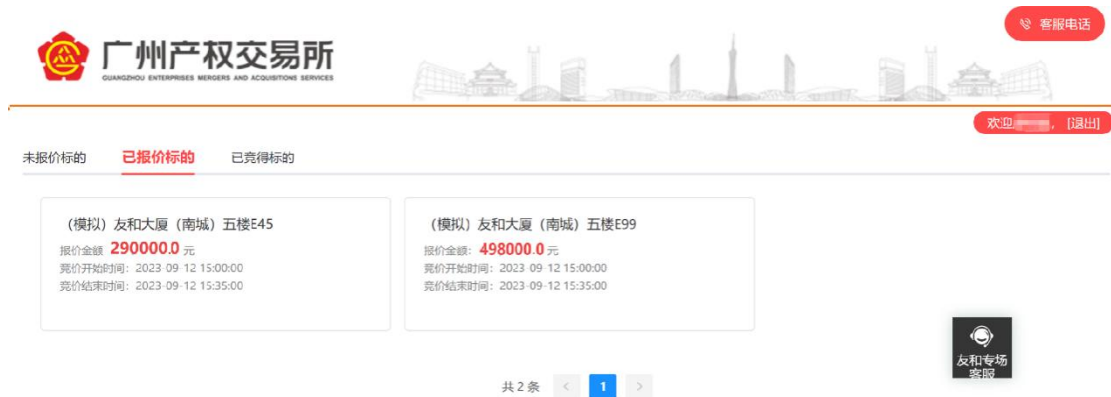 客服电话
广州产权交易所
GUANGZHOU ENTERPRISES MERGERS AND ACQUISITIONS SERVICES
欢迎 ，[退出]
未报价标的 已报价标的 已竞得标的
（模拟）友和大厦（南城）五楼E45
报价金额 290000.0 元
竞价开始时间：2023-09-12 15:00:00
竞价结束时间：2023-09-12 15:35:00
（模拟）友和大厦（南城）五楼E99
报价金额：498000.0 元
竞价开始时间：2023-09-12 15:00:00
竞价结束时间：2023-09-12 15:35:00
友和专场
客服
共 2 条 < 1 >